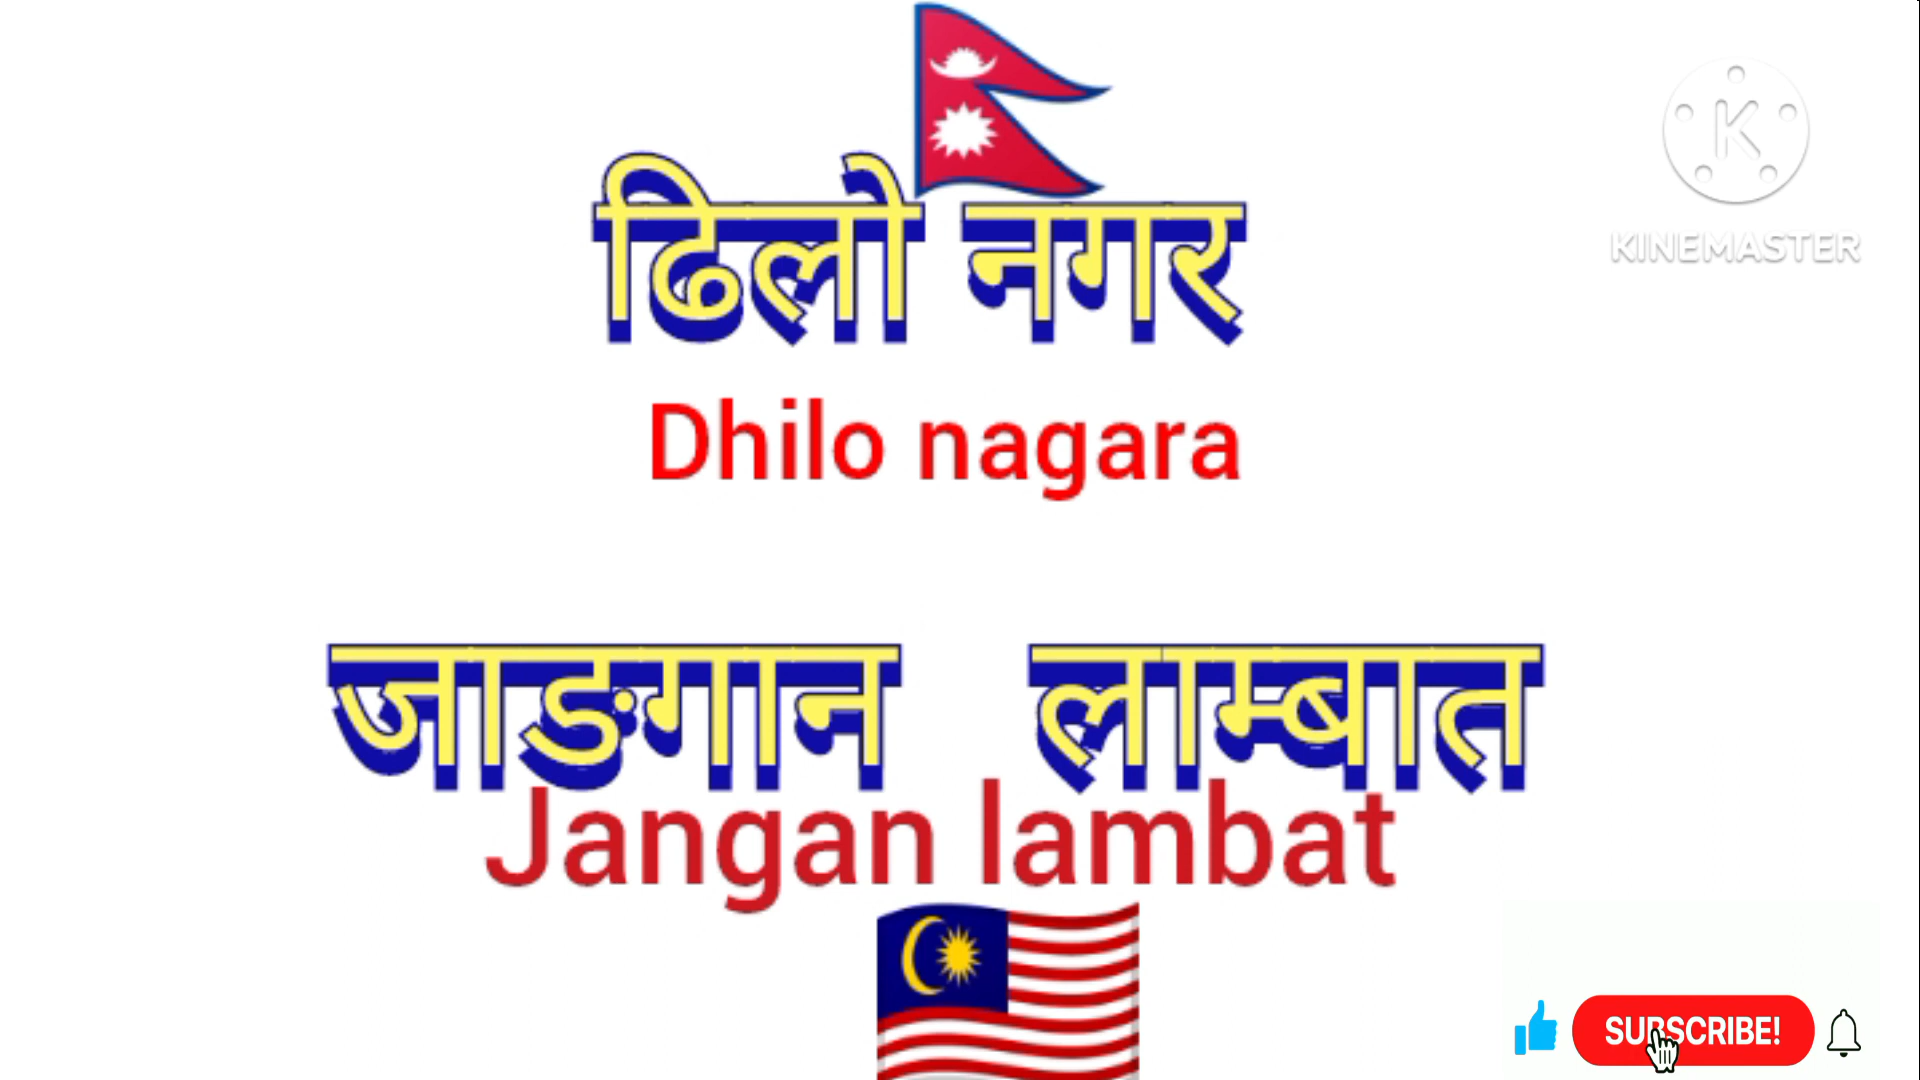 ढिलो नगर
KINEMASTER
Dhilo nagara
जाङगान लाम्बात
Jangan lambat
SUBSCRIBE!